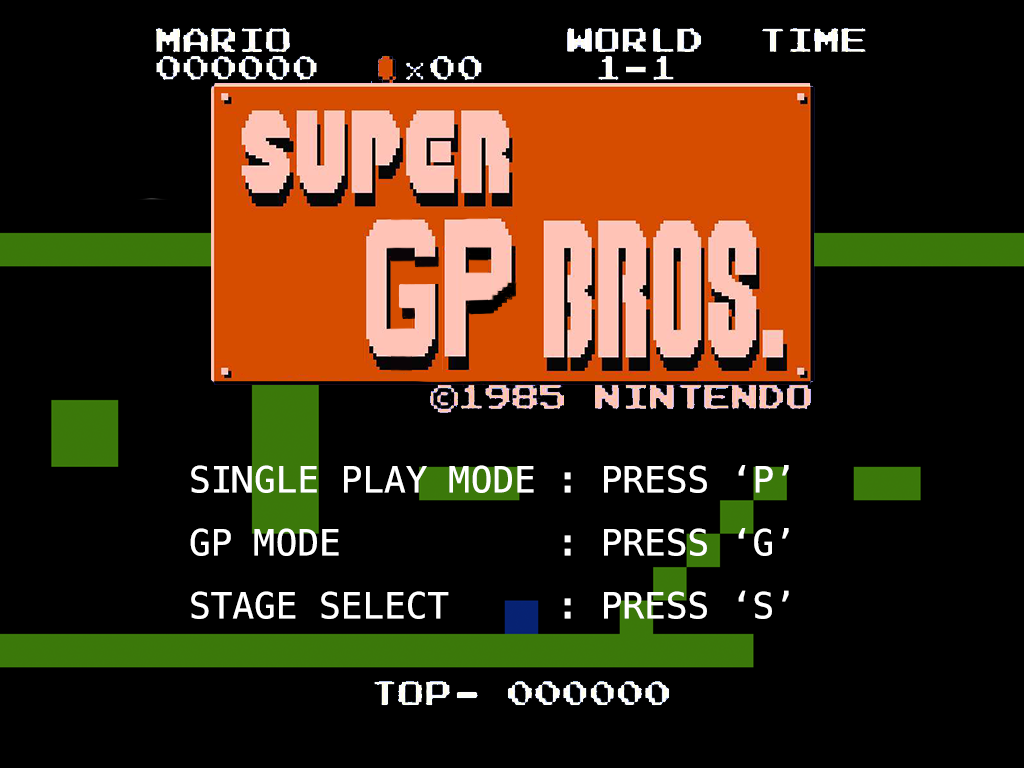 MARIO WORLD TIME
000000 ×00 1-1
SUPER
GP BROS.
©1985 NINTENDO
SINGLE PLAY MODE : PRESS ‘P’
GP MODE : PRESS ‘G’
STAGE SELECT : PRESS ‘S’
TOP- 000000